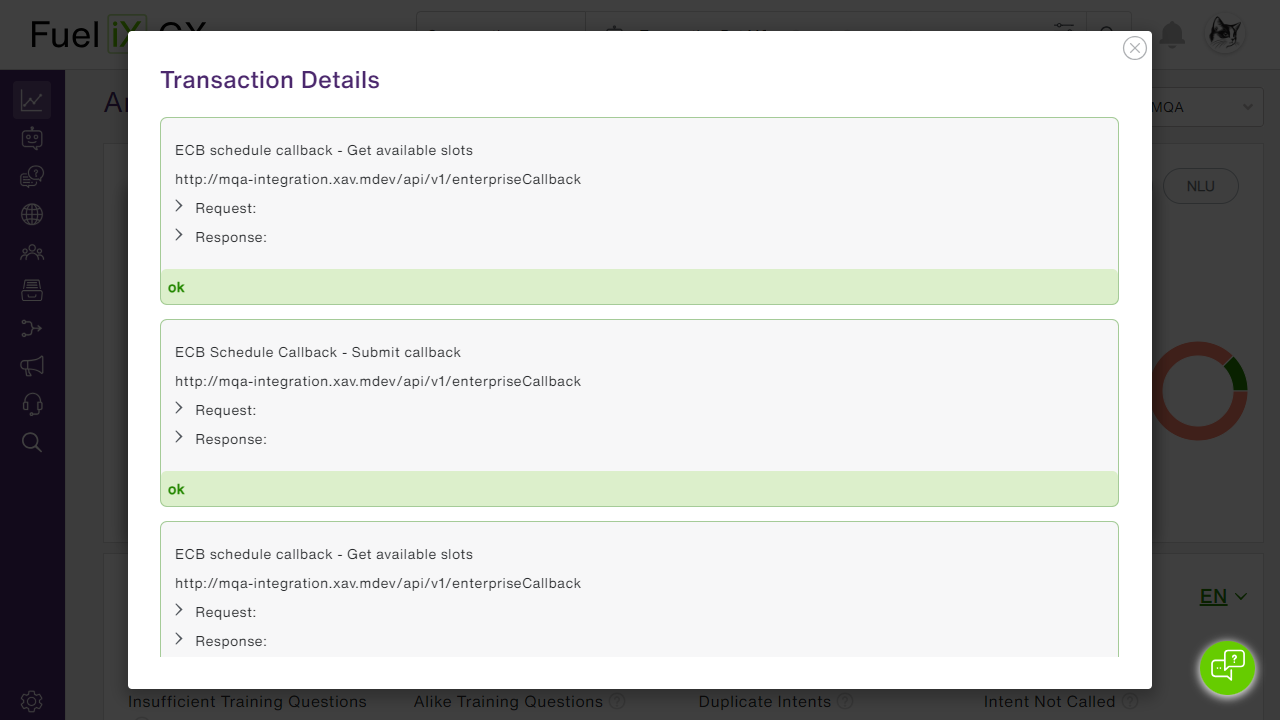 Fuel iX CX
Transaction Details
MQA
ECB schedule callback - Get available slots
http://mqa-integration.xav.mdev/api/v1/enterpriseCallback
Request:
Response:
ok
NLU
ECB Schedule Callback - Submit callback
http://mqa-integration.xav.mdev/api/v1/enterpriseCallback
Request:
Response:
ok
ECB schedule callback - Get available slots
http://mqa-integration.xav.mdev/api/v1/enterpriseCallback
Request:
Response:
EN
Insufficient Training Questions
Alike Training Questions
Duplicate Intents
Intent Not Called